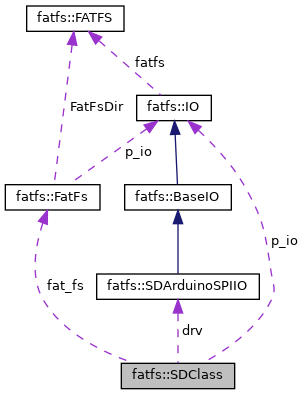 fatfs::FATFS
fatfs
FatFsDir
fatfs::IO
p_io
fatfs::FatFs
fatfs::BaseIO
p_io
fat_fs
fatfs::SDArduinoSPIIO
drv
fatfs::SDClass